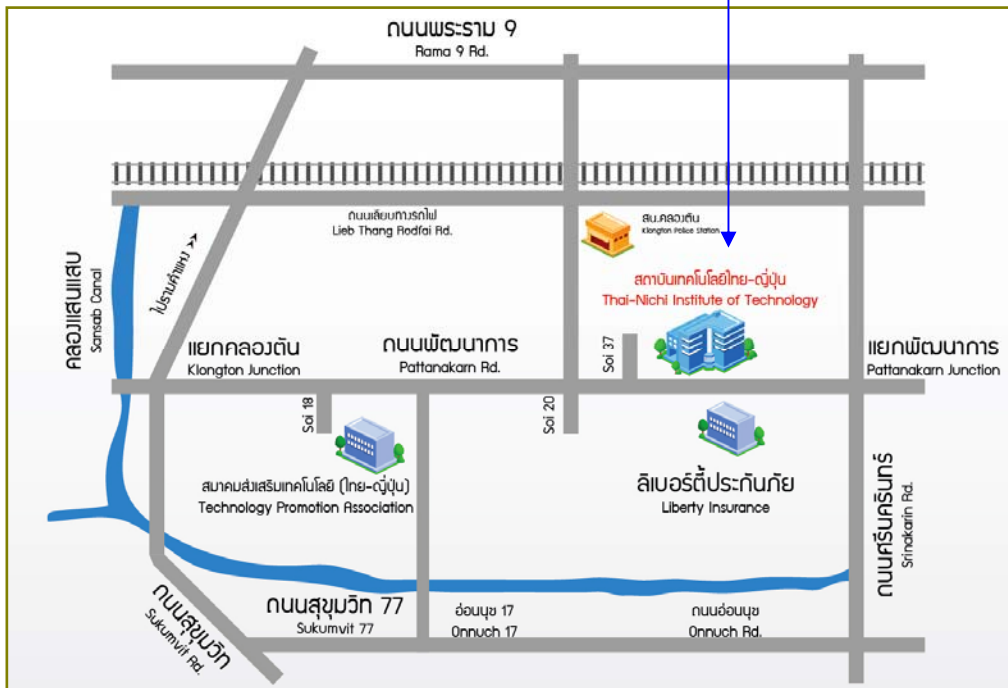 ถนนพระราม 9
Rama 9 Rd.
ถนนเลียบทางรถไฟ
Lieb Thang Rodfai Rd.
สน.คลองตัน
Klongton Police Station
ไปรามคำแหง >>
คลองแสนแสบ
Sansab Canal
สถาบันเทคโนโลยีไทย-ญี่ปุ่น
Thai-Nichi Institute of Technology
แยกคลองตัน
Klongton Junction
ถนนพัฒนาการ
Pattanakarn Rd.
Soi 37
แยกพัฒนาการ
Pattanakarn Junction
Soi 18
Soi 20
สมาคมส่งเสริมเทคโนโลยี (ไทย-ญี่ปุ่น)
Technology Promotion Association
ลิเบอร์ตี้ประกันภัย
Liberty Insurance
ถนนศรีนครินทร์
Srinakarin Rd.
ถนนสุขุมวิท
Sukumvit Rd.
ถนนสุขุมวิท 77
Sukumvit 77
อ่อนนุช 17
Onnuch 17
ถนนอ่อนนุช
Onnuch Rd.